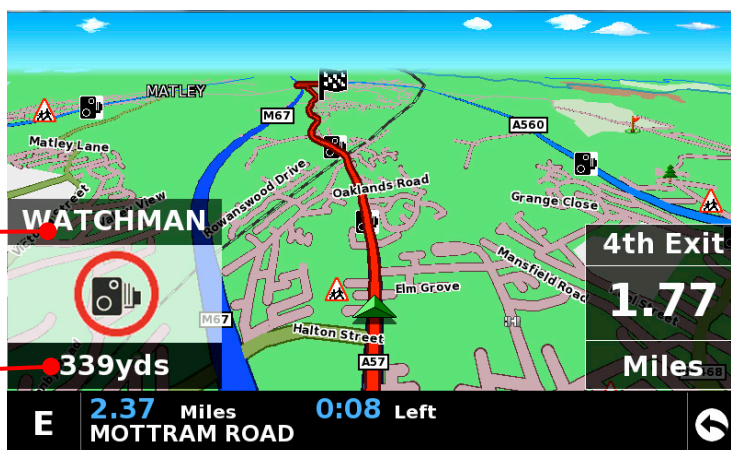 MATLEY
M67
A560
Matley Lane
Oaklands Road
Rowanswood Drive
Grange Close
WATCHMAN
4th Exit
Mansfield Road
1.77
Elm Grove
M67
Halton Street
339yds
A57
Miles
2.37 Miles 0:08 Left
E
MOTTRAM ROAD